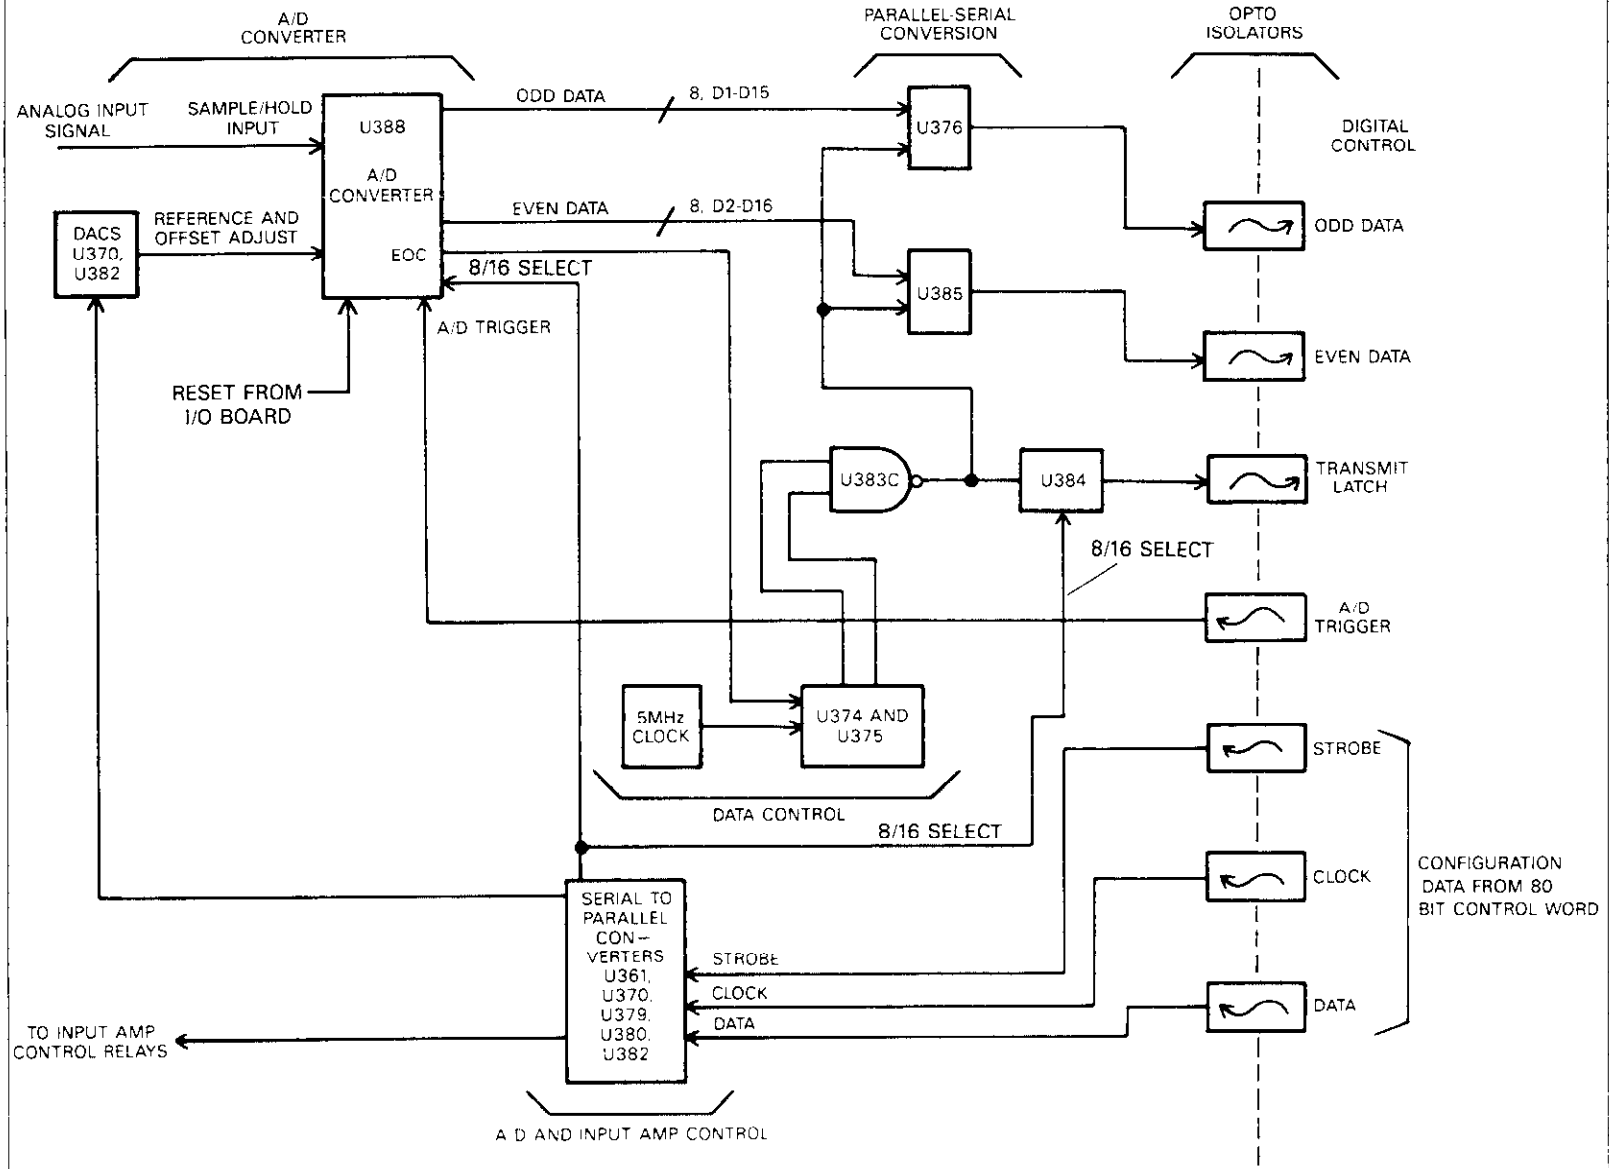 A/D
CONVERTER
PARALLEL-SERIAL
CONVERSION
OPTO
ISOLATORS
ANALOG INPUT
SIGNAL
SAMPLE/HOLD
INPUT
U388
A/D
CONVERTER
EOC
ODD DATA
8, D1-D15
U376
DIGITAL
CONTROL
DACS
U370,
U382
REFERENCE AND
OFFSET ADJUST
EVEN DATA
8, D2-D16
ODD DATA
8/16 SELECT
U385
A/D TRIGGER
EVEN DATA
RESET FROM
I/O BOARD
U383C
U384
TRANSMIT
LATCH
8/16 SELECT
A/D
TRIGGER
5MHz
CLOCK
U374 AND
U375
STROBE
DATA CONTROL
8/16 SELECT
CLOCK
CONFIGURATION
DATA FROM 80
BIT CONTROL WORD
SERIAL TO
PARALLEL
CON-
VERTERS
U361,
U370,
U379,
U380,
U382
STROBE
CLOCK
DATA
DATA
TO INPUT AMP
CONTROL RELAYS
A D AND INPUT AMP CONTROL